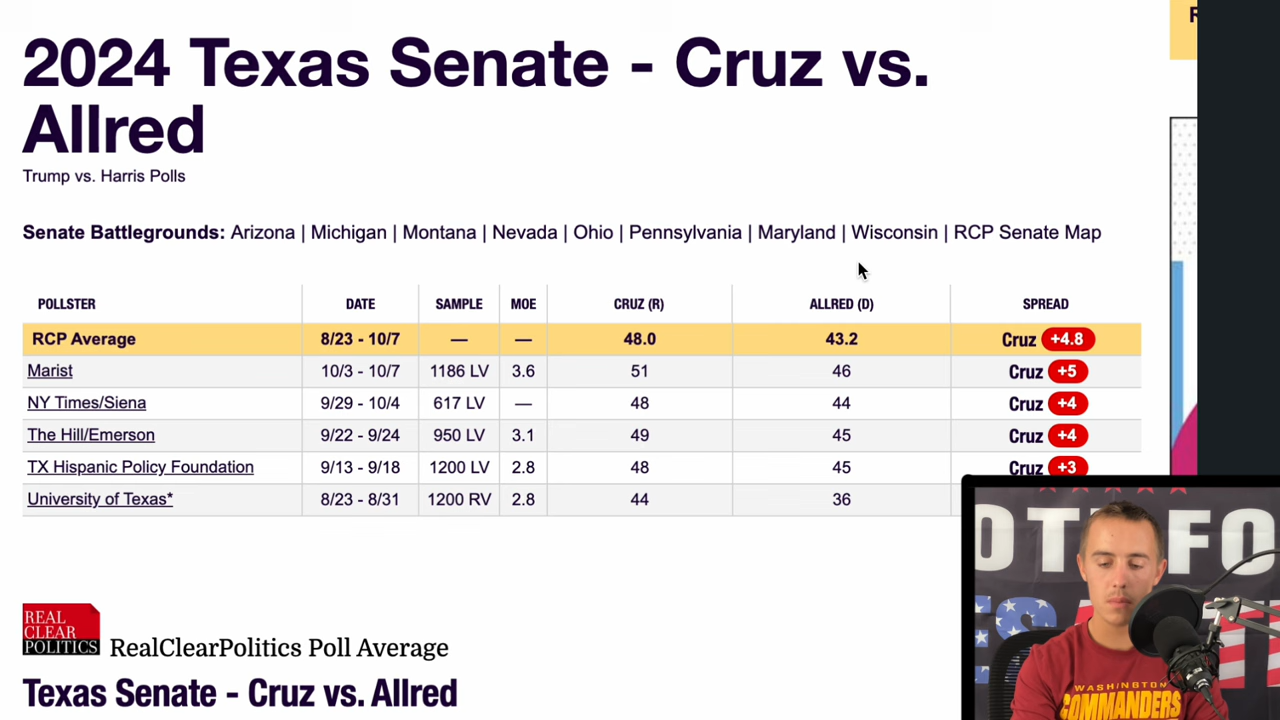 2024 Texas Senate - Cruz vs.
Allred
Trump vs. Harris Polls
Senate Battlegrounds: Arizona | Michigan | Montana | Nevada | Ohio | Pennsylvania | Maryland | Wisconsin | RCP Senate Map
POLLSTER DATE SAMPLE MOE CRUZ (R) ALLRED (D) SPREAD
RCP Average 8/23 - 10/7 — — 48.0 43.2 Cruz +4.8
Marist 10/3 - 10/7 1186 LV 3.6 51 46 Cruz +5
NY Times/Siena 9/29 - 10/4 617 LV — 48 44 Cruz +4
The Hill/Emerson 9/22 - 9/24 950 LV 3.1 49 45 Cruz +4
TX Hispanic Policy Foundation 9/13 - 9/18 1200 LV 2.8 48 45 Cruz +3
University of Texas* 8/23 - 8/31 1200 RV 2.8 44 36
REAL
CLEAR
POLITICS
RealClearPolitics Poll Average
Texas Senate - Cruz vs. Allred
WASHINGTON
COMMANDERS